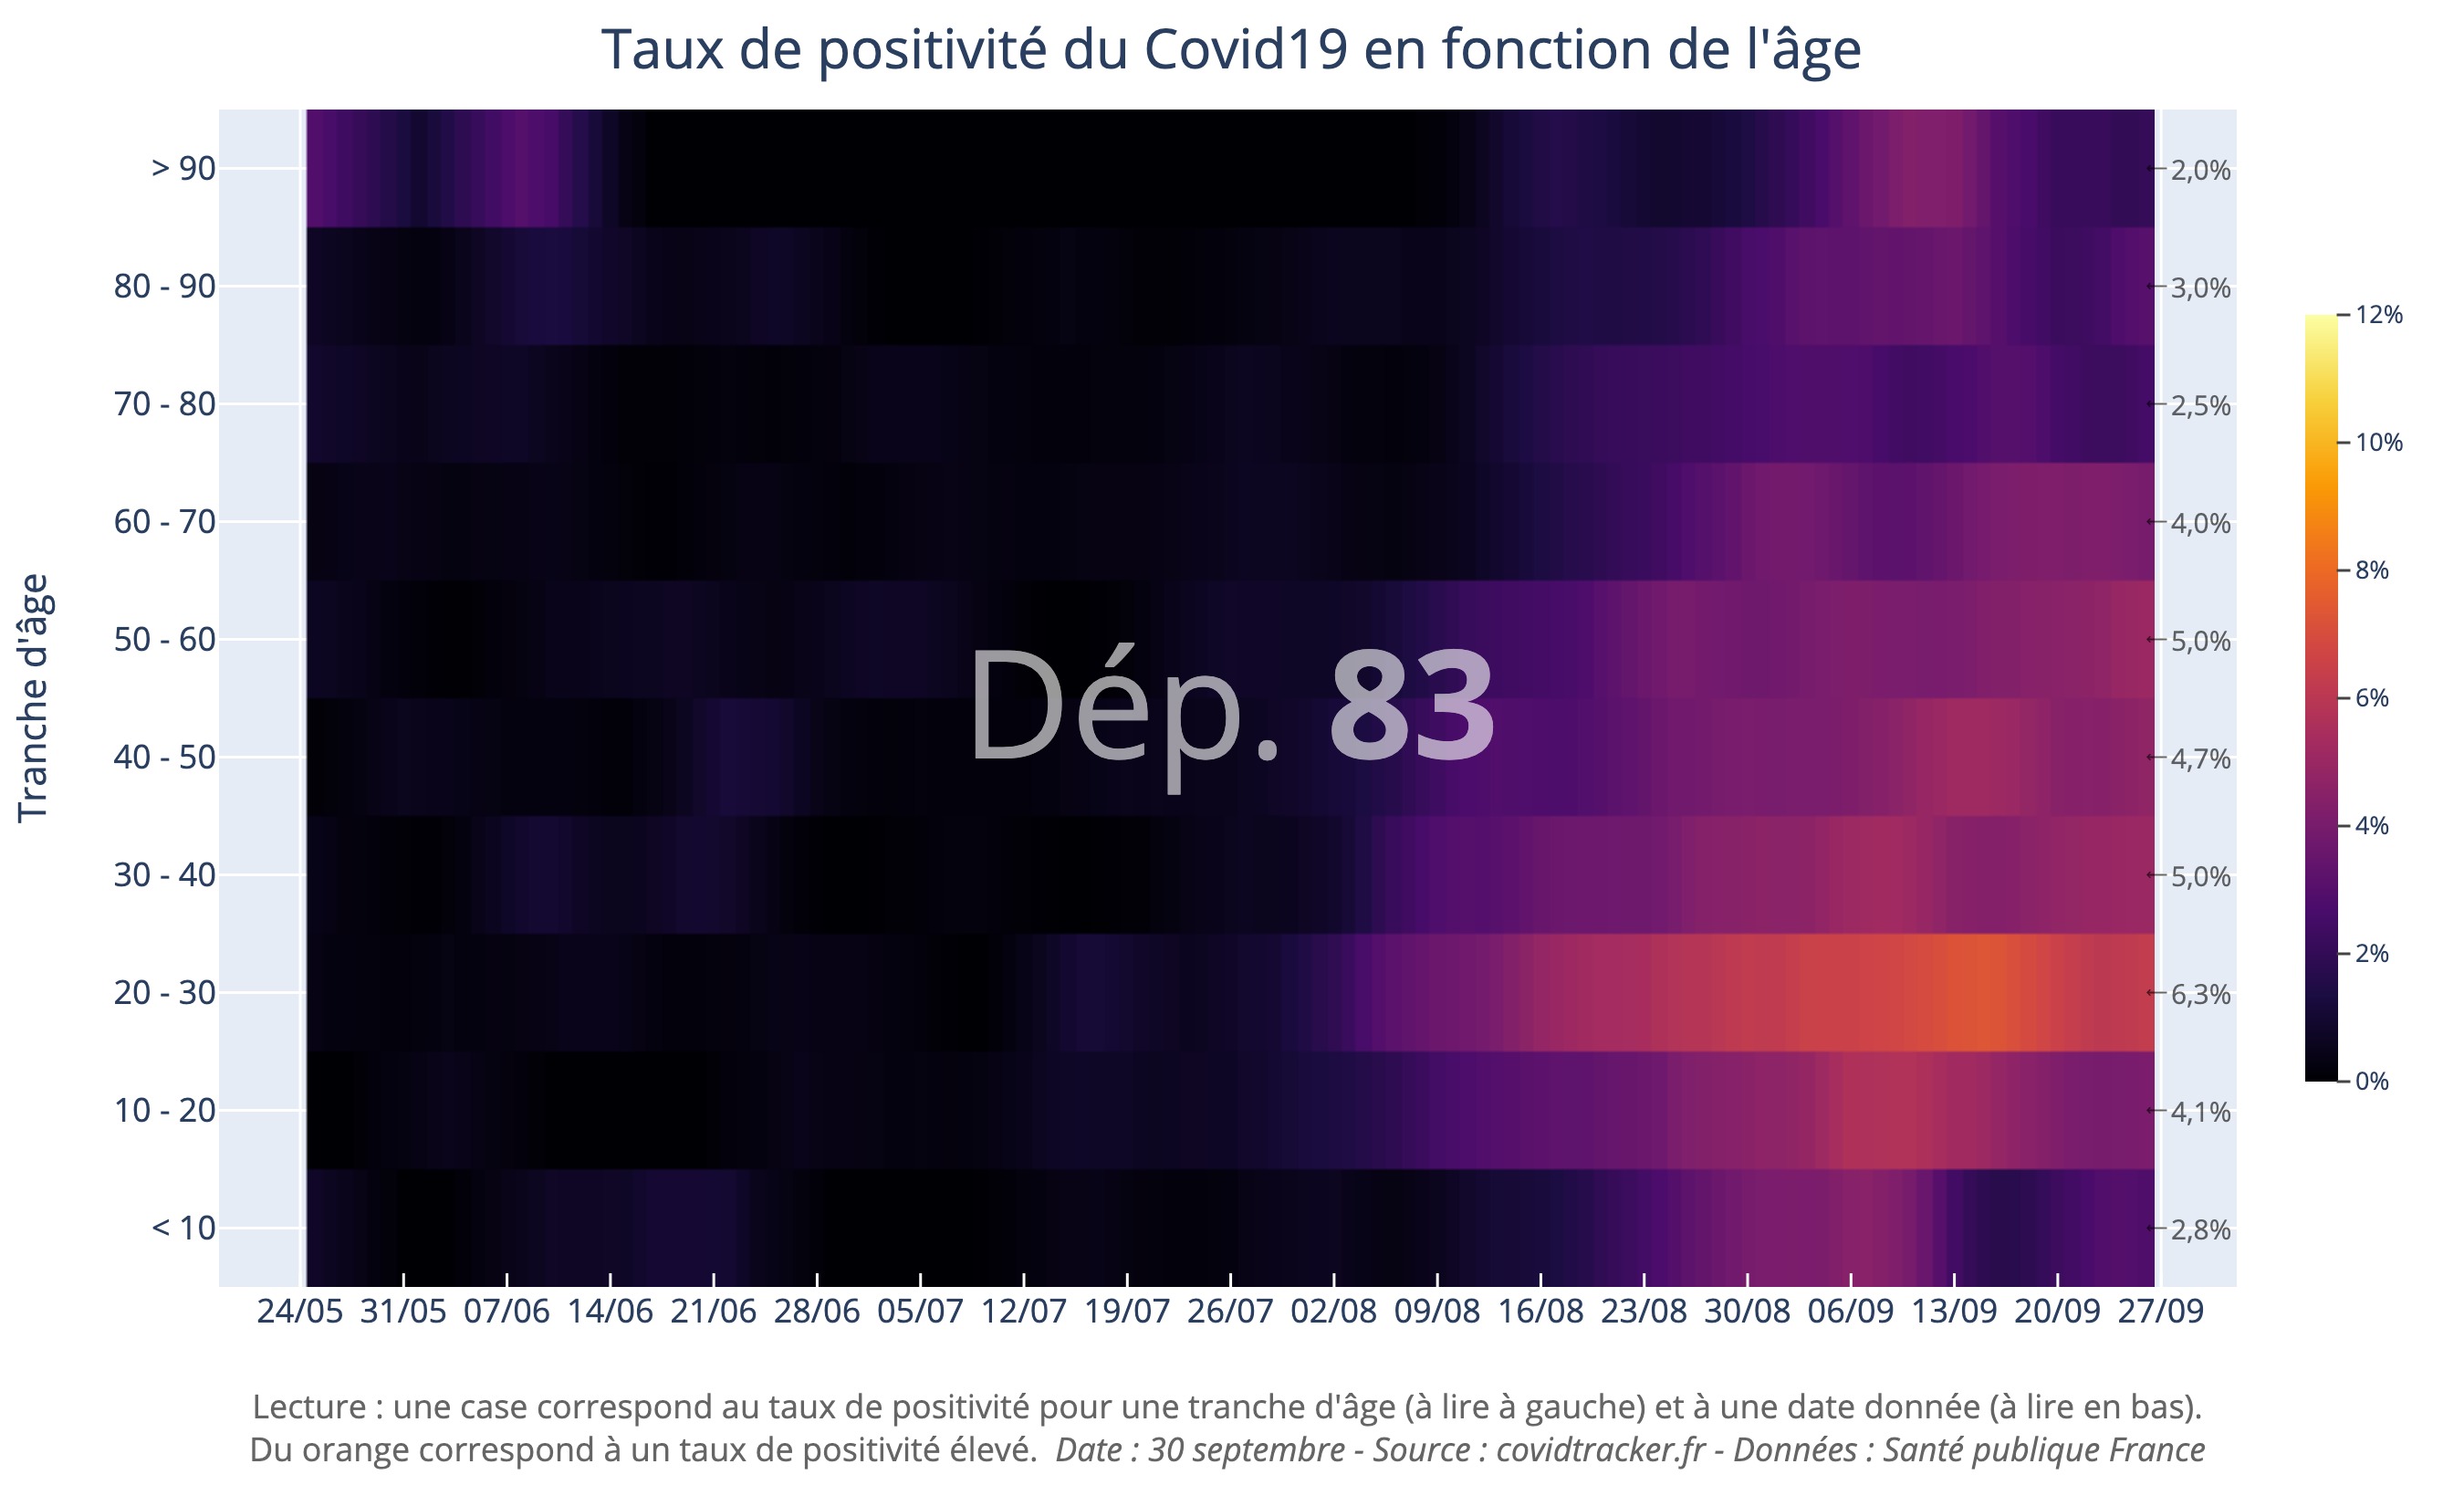 Taux de positivité du Covid19 en fonction de l'âge
Tranche d'âge
> 90
80 - 90
70 - 80
60 - 70
50 - 60
40 - 50
30 - 40
20 - 30
10 - 20
< 10
Dép. 83
2,0%
3,0%
2,5%
4,0%
5,0%
4,7%
5,0%
6,3%
4,1%
2,8%
12%
10%
8%
6%
4%
2%
0%
24/05 31/05 07/06 14/06 21/06 28/06 05/07 12/07 19/07 26/07 02/08 09/08 16/08 23/08 30/08 06/09 13/09 20/09 27/09
Lecture : une case correspond au taux de positivité pour une tranche d'âge (à lire à gauche) et à une date donnée (à lire en bas).
Du orange correspond à un taux de positivité élevé. Date : 30 septembre - Source : covidtracker.fr - Données : Santé publique France